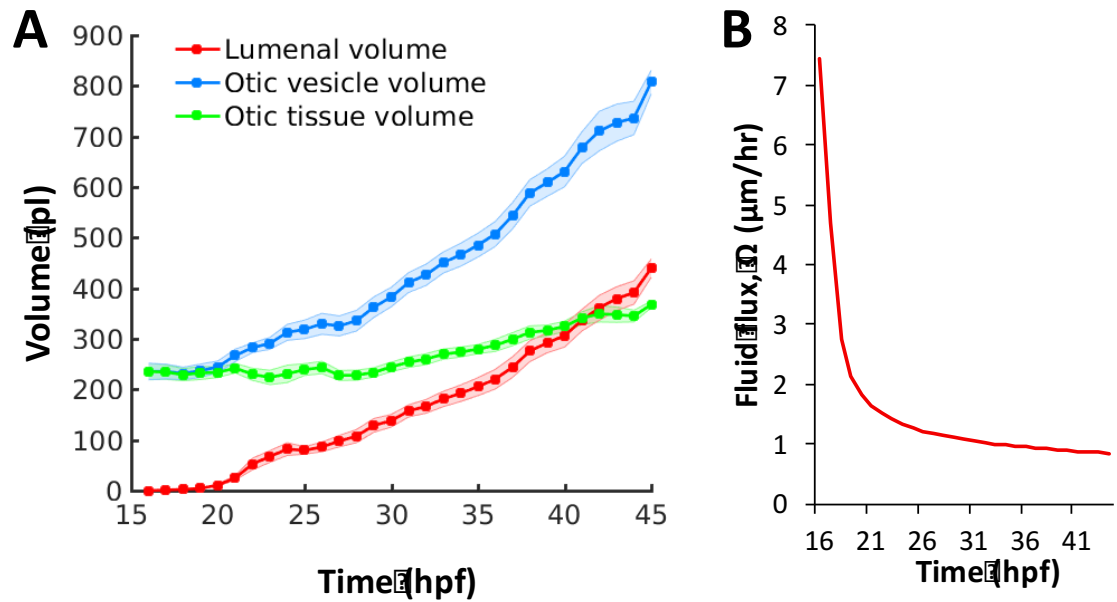 A
900
800
700
600
500
400
300
200
100
0
15 20 25 30 35 40 45
Lumenal volume
Otic vesicle volume
Otic tissue volume
Volume (pl)
Time (hpf)
B
8
7
6
5
4
3
2
1
0
16 21 26 31 36 41
Fluid flux, Ω (μm/hr)
Time (hpf)